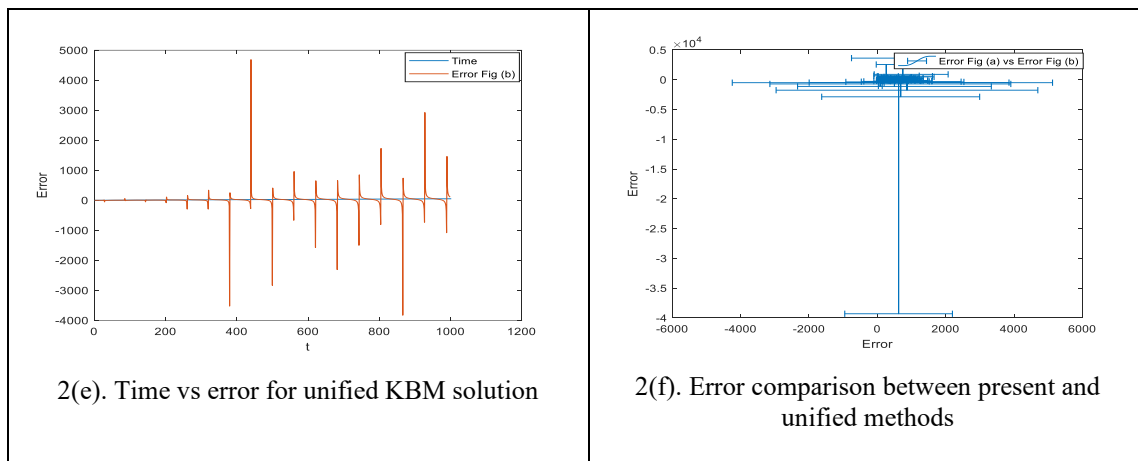 5000
4000
3000
2000
1000
0
-1000
-2000
-3000
-4000
Error
0 200 400 600 800 1000 1200
t
Time
Error Fig (b)
2(e). Time vs error for unified KBM solution
×10⁴
0.5
0
-0.5
-1
-1.5
-2
-2.5
-3
-3.5
-4
Error
-6000 -4000 -2000 0 2000 4000 6000
Error
Error Fig (a) vs Error Fig (b)
2(f). Error comparison between present and
unified methods